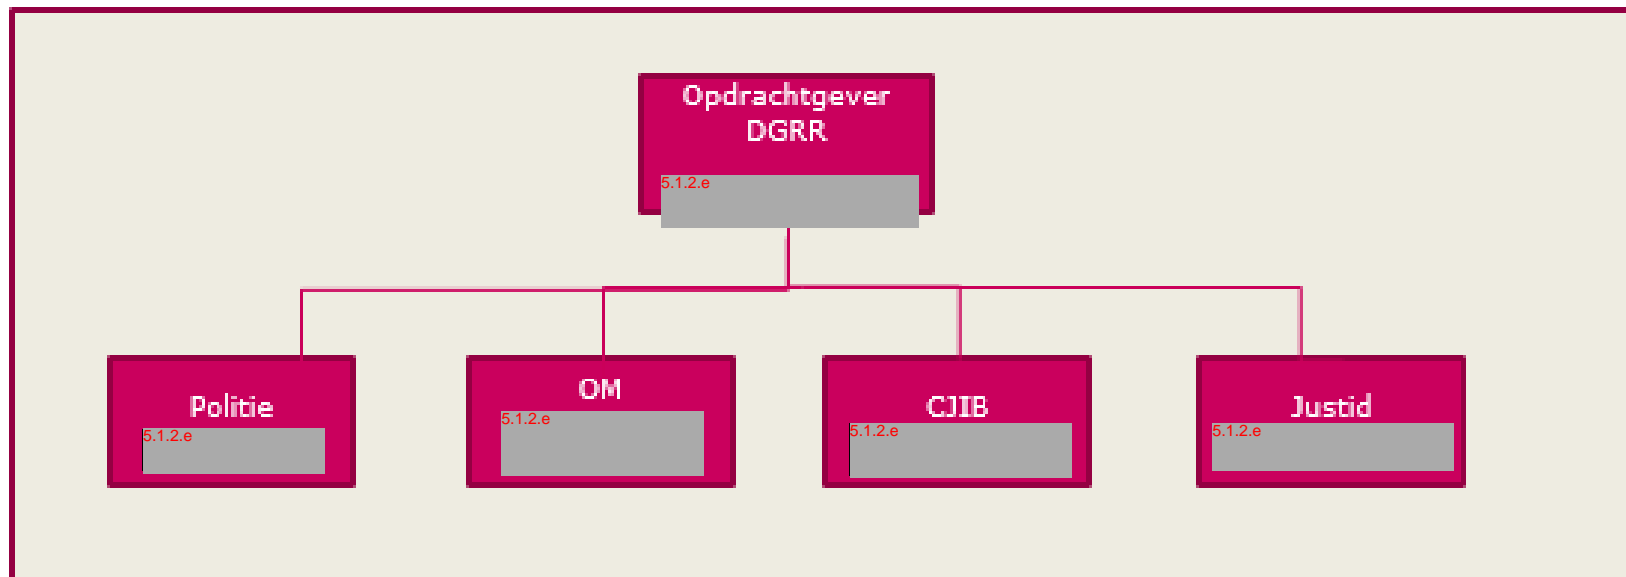 Opdrachtgever
DGRR
5.1.2.e
Politie
5.1.2.e
OM
5.1.2.e
CJIB
5.1.2.e
Justid
5.1.2.e